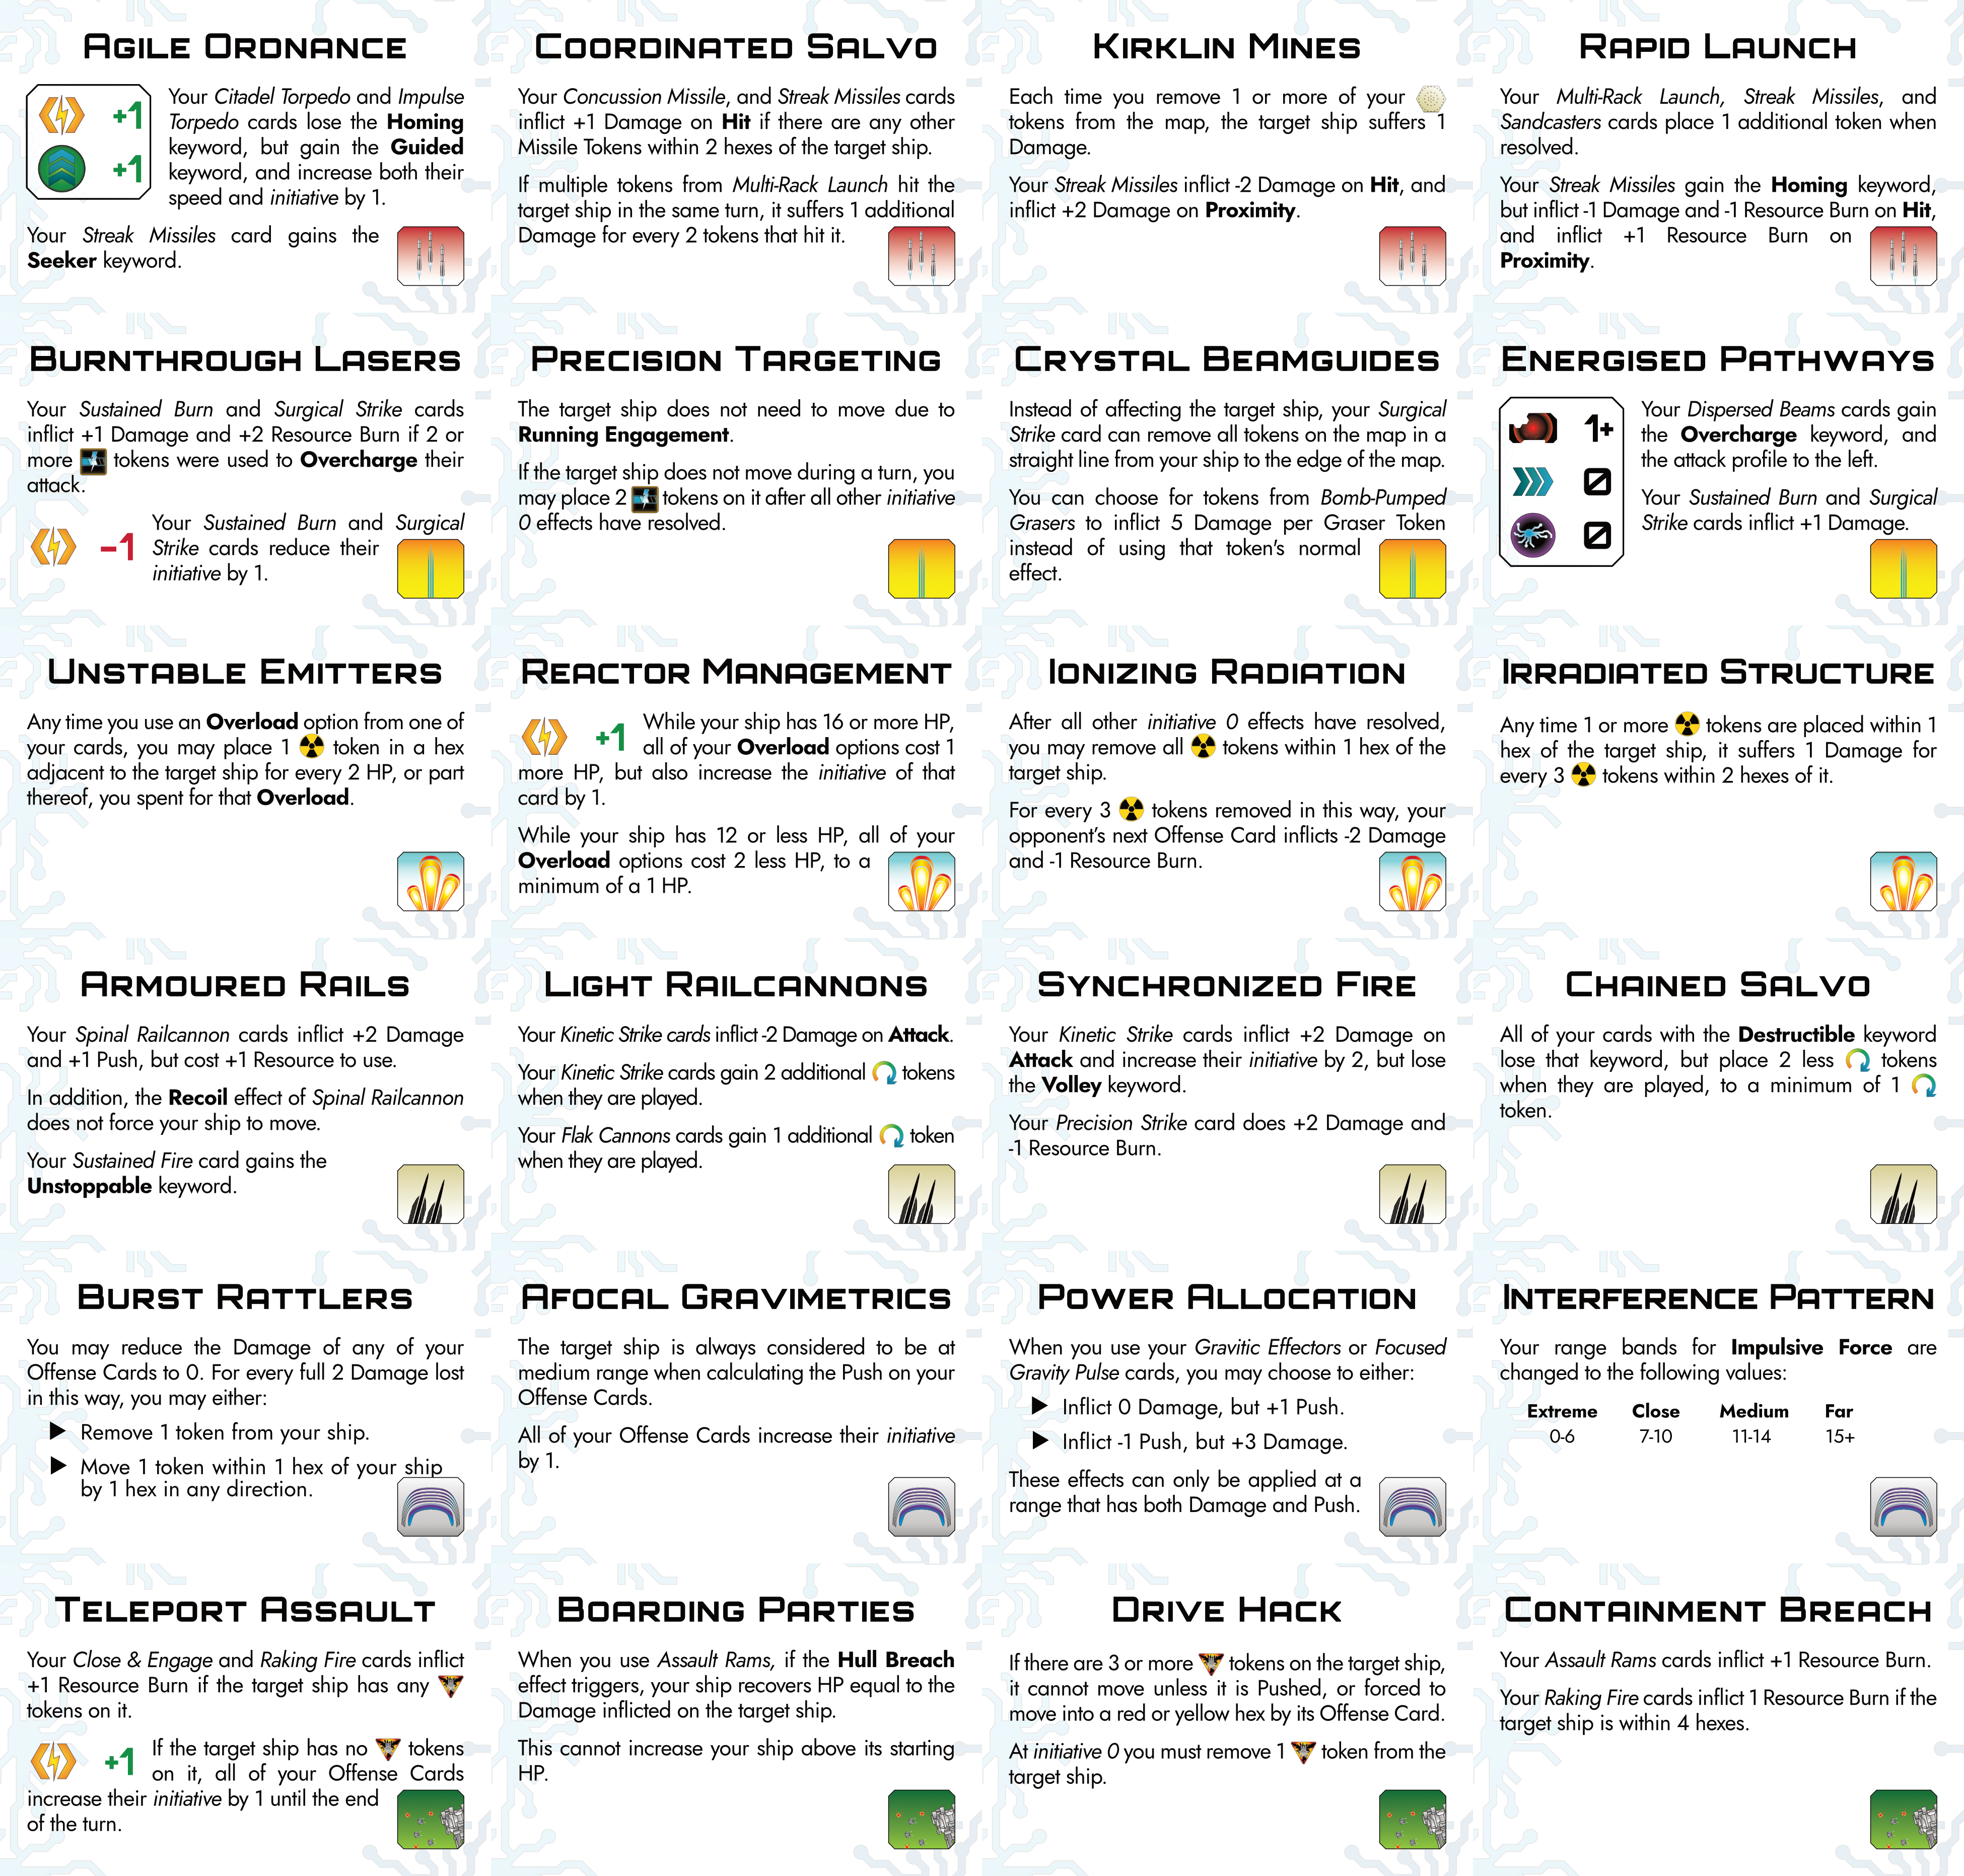 AGILE ORDNANCE
+1
+1
Your Citadel Torpedo and Impulse
Torpedo cards lose the Homing
keyword, but gain the Guided
keyword, and increase both their
speed and initiative by 1.
Your Streak Missiles card gains the
Seeker keyword.
COORDINATED SALVO
Your Concussion Missile, and Streak Missiles cards
inflict +1 Damage on Hit if there are any other
Missile Tokens within 2 hexes of the target ship.
If multiple tokens from Multi-Rack Launch hit the
target ship in the same turn, it suffers 1 additional
Damage for every 2 tokens that hit it.
KIRKLIN MINES
Each time you remove 1 or more of your
tokens from the map, the target ship suffers 1
Damage.
Your Streak Missiles inflict -2 Damage on Hit, and
inflict +2 Damage on Proximity.
RAPID LAUNCH
Your Multi-Rack Launch, Streak Missiles, and
Sandcasters cards place 1 additional token when
resolved.
Your Streak Missiles gain the Homing keyword,
but inflict -1 Damage and -1 Resource Burn on Hit,
and inflict +1 Resource Burn on
Proximity.
BURNTHROUGH LASERS
Your Sustained Burn and Surgical Strike cards
inflict +1 Damage and +2 Resource Burn if 2 or
more tokens were used to Overcharge their
attack.
-1
Your Sustained Burn and Surgical
Strike cards reduce their
initiative by 1.
PRECISION TARGETING
The target ship does not need to move due to
Running Engagement.
If the target ship does not move during a turn, you
may place 2 tokens on it after all other initiative
0 effects have resolved.
CRYSTAL BEAMGUIDES
Instead of affecting the target ship, your Surgical
Strike card can remove all tokens on the map in a
straight line from your ship to the edge of the map.
You can choose for tokens from Bomb-Pumped
Grasers to inflict 5 Damage per Graser Token
instead of using that token's normal
effect.
ENERGISED PATHWAYS
1+
0
0
Your Dispersed Beams cards gain
the Overcharge keyword, and
the attack profile to the left.
Your Sustained Burn and Surgical
Strike cards inflict +1 Damage.
UNSTABLE EMITTERS
Any time you use an Overload option from one of
your cards, you may place 1 token in a hex
adjacent to the target ship for every 2 HP, or part
thereof, you spent for that Overload.
REACTOR MANAGEMENT
+1
While your ship has 16 or more HP,
all of your Overload options cost 1
more HP, but also increase the initiative of that
card by 1.
While your ship has 12 or less HP, all of your
Overload options cost 2 less HP, to a
minimum of a 1 HP.
IONIZING RADIATION
After all other initiative 0 effects have resolved,
you may remove all tokens within 1 hex of the
target ship.
For every 3 tokens removed in this way, your
opponent's next Offense Card inflicts -2 Damage
and -1 Resource Burn.
IRRADIATED STRUCTURE
Any time 1 or more tokens are placed within 1
hex of the target ship, it suffers 1 Damage for
every 3 tokens within 2 hexes of it.
ARMOURED RAILS
Your Spinal Railcannon cards inflict +2 Damage
and +1 Push, but cost +1 Resource to use.
In addition, the Recoil effect of Spinal Railcannon
does not force your ship to move.
Your Sustained Fire card gains the
Unstoppable keyword.
LIGHT RAILCANNONS
Your Kinetic Strike cards inflict -2 Damage on Attack.
Your Kinetic Strike cards gain 2 additional tokens
when they are played.
Your Flak Cannons cards gain 1 additional token
when they are played.
SYNCHRONIZED FIRE
Your Kinetic Strike cards inflict +2 Damage on
Attack and increase their initiative by 2, but lose
the Volley keyword.
Your Precision Strike card does +2 Damage and
-1 Resource Burn.
CHAINED SALVO
All of your cards with the Destructible keyword
lose that keyword, but place 2 less tokens
when they are played, to a minimum of 1
token.
BURST RATTLERS
You may reduce the Damage of any of your
Offense Cards to 0. For every full 2 Damage lost
in this way, you may either:
▶ Remove 1 token from your ship.
▶ Move 1 token within 1 hex of your ship
by 1 hex in any direction.
AFOCAL GRAVIMETRICS
The target ship is always considered to be at
medium range when calculating the Push on your
Offense Cards.
All of your Offense Cards increase their initiative
by 1.
POWER ALLOCATION
When you use your Gravitic Effectors or Focused
Gravity Pulse cards, you may choose to either:
▶ Inflict 0 Damage, but +1 Push.
▶ Inflict -1 Push, but +3 Damage.
These effects can only be applied at a
range that has both Damage and Push.
INTERFERENCE PATTERN
Your range bands for Impulsive Force are
changed to the following values:
Extreme Close Medium Far
0-6 7-10 11-14 15+
TELEPORT ASSAULT
Your Close & Engage and Raking Fire cards inflict
+1 Resource Burn if the target ship has any
tokens on it.
+1
If the target ship has no tokens
on it, all of your Offense Cards
increase their initiative by 1 until the end
of the turn.
BOARDING PARTIES
When you use Assault Rams, if the Hull Breach
effect triggers, your ship recovers HP equal to the
Damage inflicted on the target ship.
This cannot increase your ship above its starting
HP.
DRIVE HACK
If there are 3 or more tokens on the target ship,
it cannot move unless it is Pushed, or forced to
move into a red or yellow hex by its Offense Card.
At initiative 0 you must remove 1 token from the
target ship.
CONTAINMENT BREACH
Your Assault Rams cards inflict +1 Resource Burn.
Your Raking Fire cards inflict 1 Resource Burn if the
target ship is within 4 hexes.